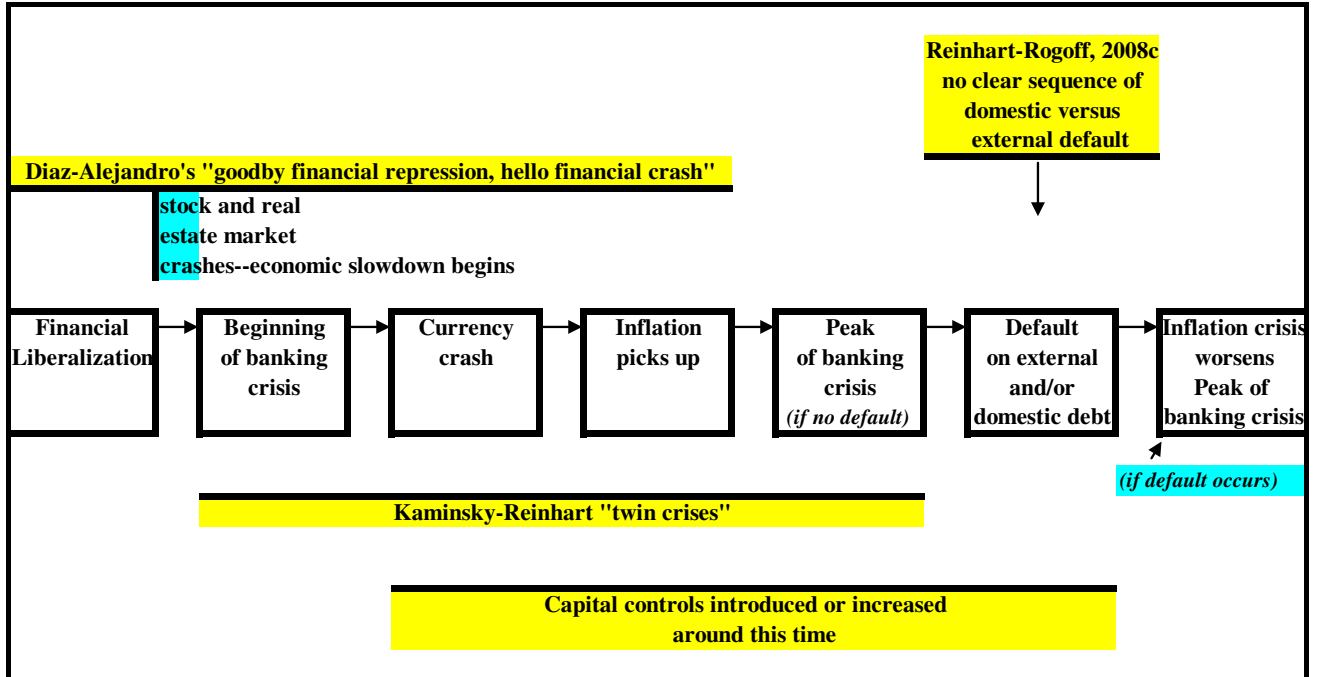 Reinhart-Rogoff, 2008c
no clear sequence of
domestic versus
external default
Diaz-Alejandro's "goodby financial repression, hello financial crash"
stock and real
estate market
crashes--economic slowdown begins
Financial
Liberalization
Beginning
of banking
crisis
Currency
crash
Inflation
picks up
Peak
of banking
crisis
(if no default)
Default
on external
and/or
domestic debt
Inflation crisis
worsens
Peak of
banking crisis
(if default occurs)
Kaminsky-Reinhart "twin crises"
Capital controls introduced or increased
around this time